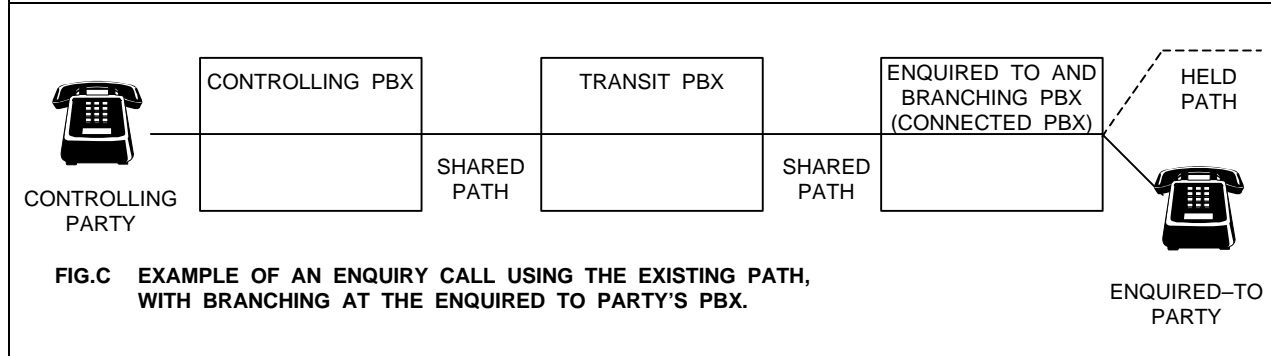 CONTROLLING PBX
TRANSIT PBX
ENQUIRED TO AND
BRANCHING PBX
(CONNECTED PBX)
HELD
PATH
SHARED
PATH
SHARED
PATH
CONTROLLING
PARTY
FIG.C EXAMPLE OF AN ENQUIRY CALL USING THE EXISTING PATH,
WITH BRANCHING AT THE ENQUIRED TO PARTY'S PBX.
ENQUIRED–TO
PARTY